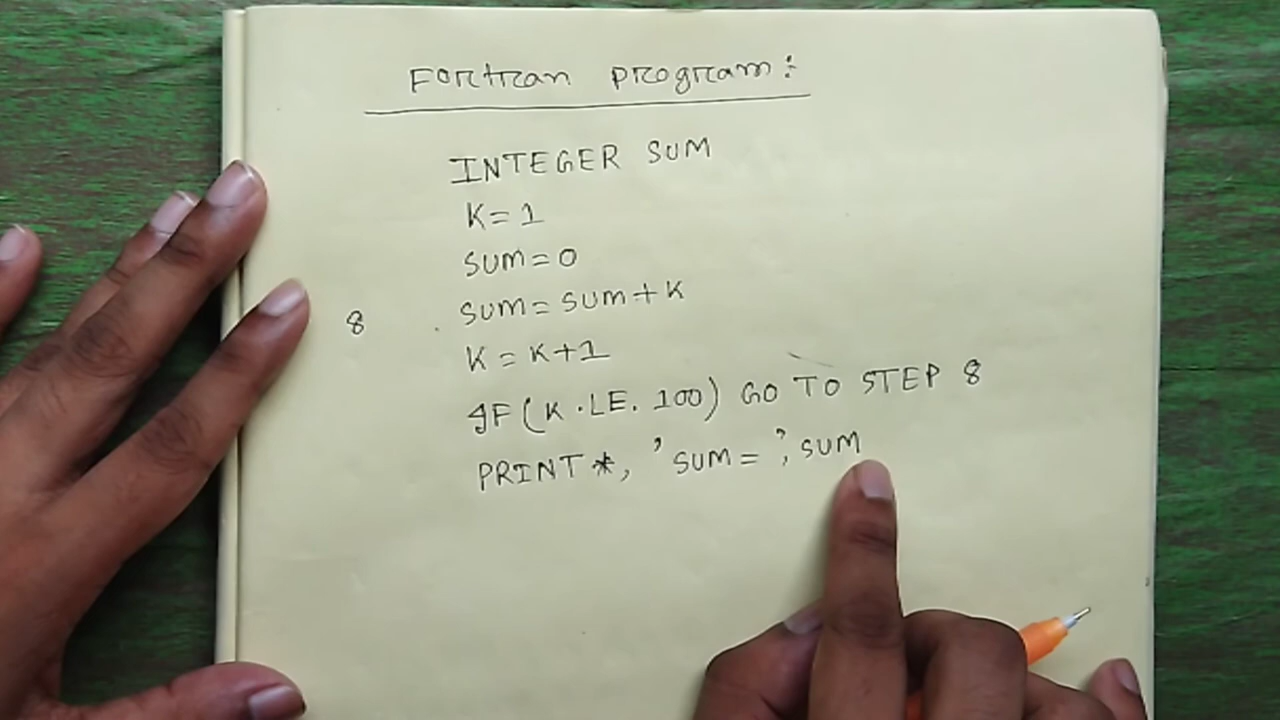 Fortran program:
INTEGER SUM
K=1
SUM=0
8 SUM=SUM+K
K=K+1
IF(K.LE.100) GO TO STEP 8
PRINT*, 'SUM=', SUM